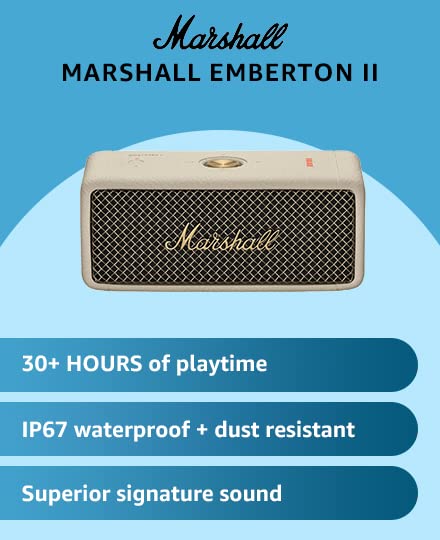 Marshall
MARSHALL EMBERTON II
Marshall
30+ HOURS of playtime
IP67 waterproof + dust resistant
Superior signature sound